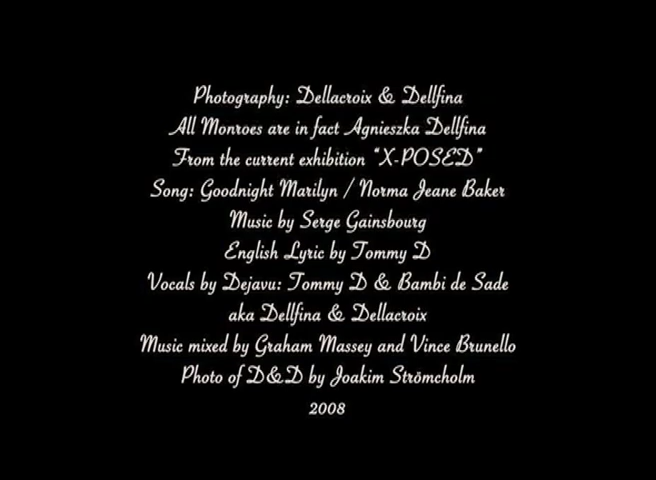 Photography: Dellacroix & Dellfina
All Monroes are in fact Agnieszka Dellfina
From the current exhibition "X-POSED"
Song: Goodnight Marilyn / Norma Jeane Baker
Music by Serge Gainsbourg
English Lyric by Tommy D
Vocals by Dejavu: Tommy D & Bambi de Sade
aka Dellfina & Dellacroix
Music mixed by Graham Massey and Vince Brunello
Photo of D&D by Joakim Strömcholm
2008